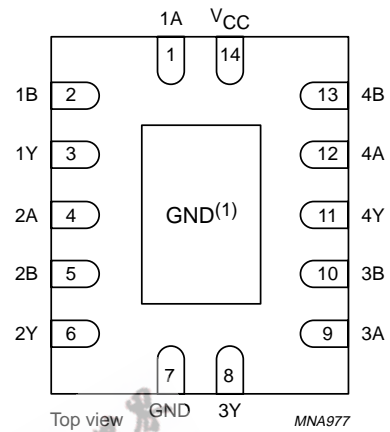 1A VCC
1 14
1B 2 13 4B
1Y 3 12 4A
2A 4 GND(1) 11 4Y
2B 5 10 3B
2Y 6 9 3A
7 8
Top view GND 3Y MNA977